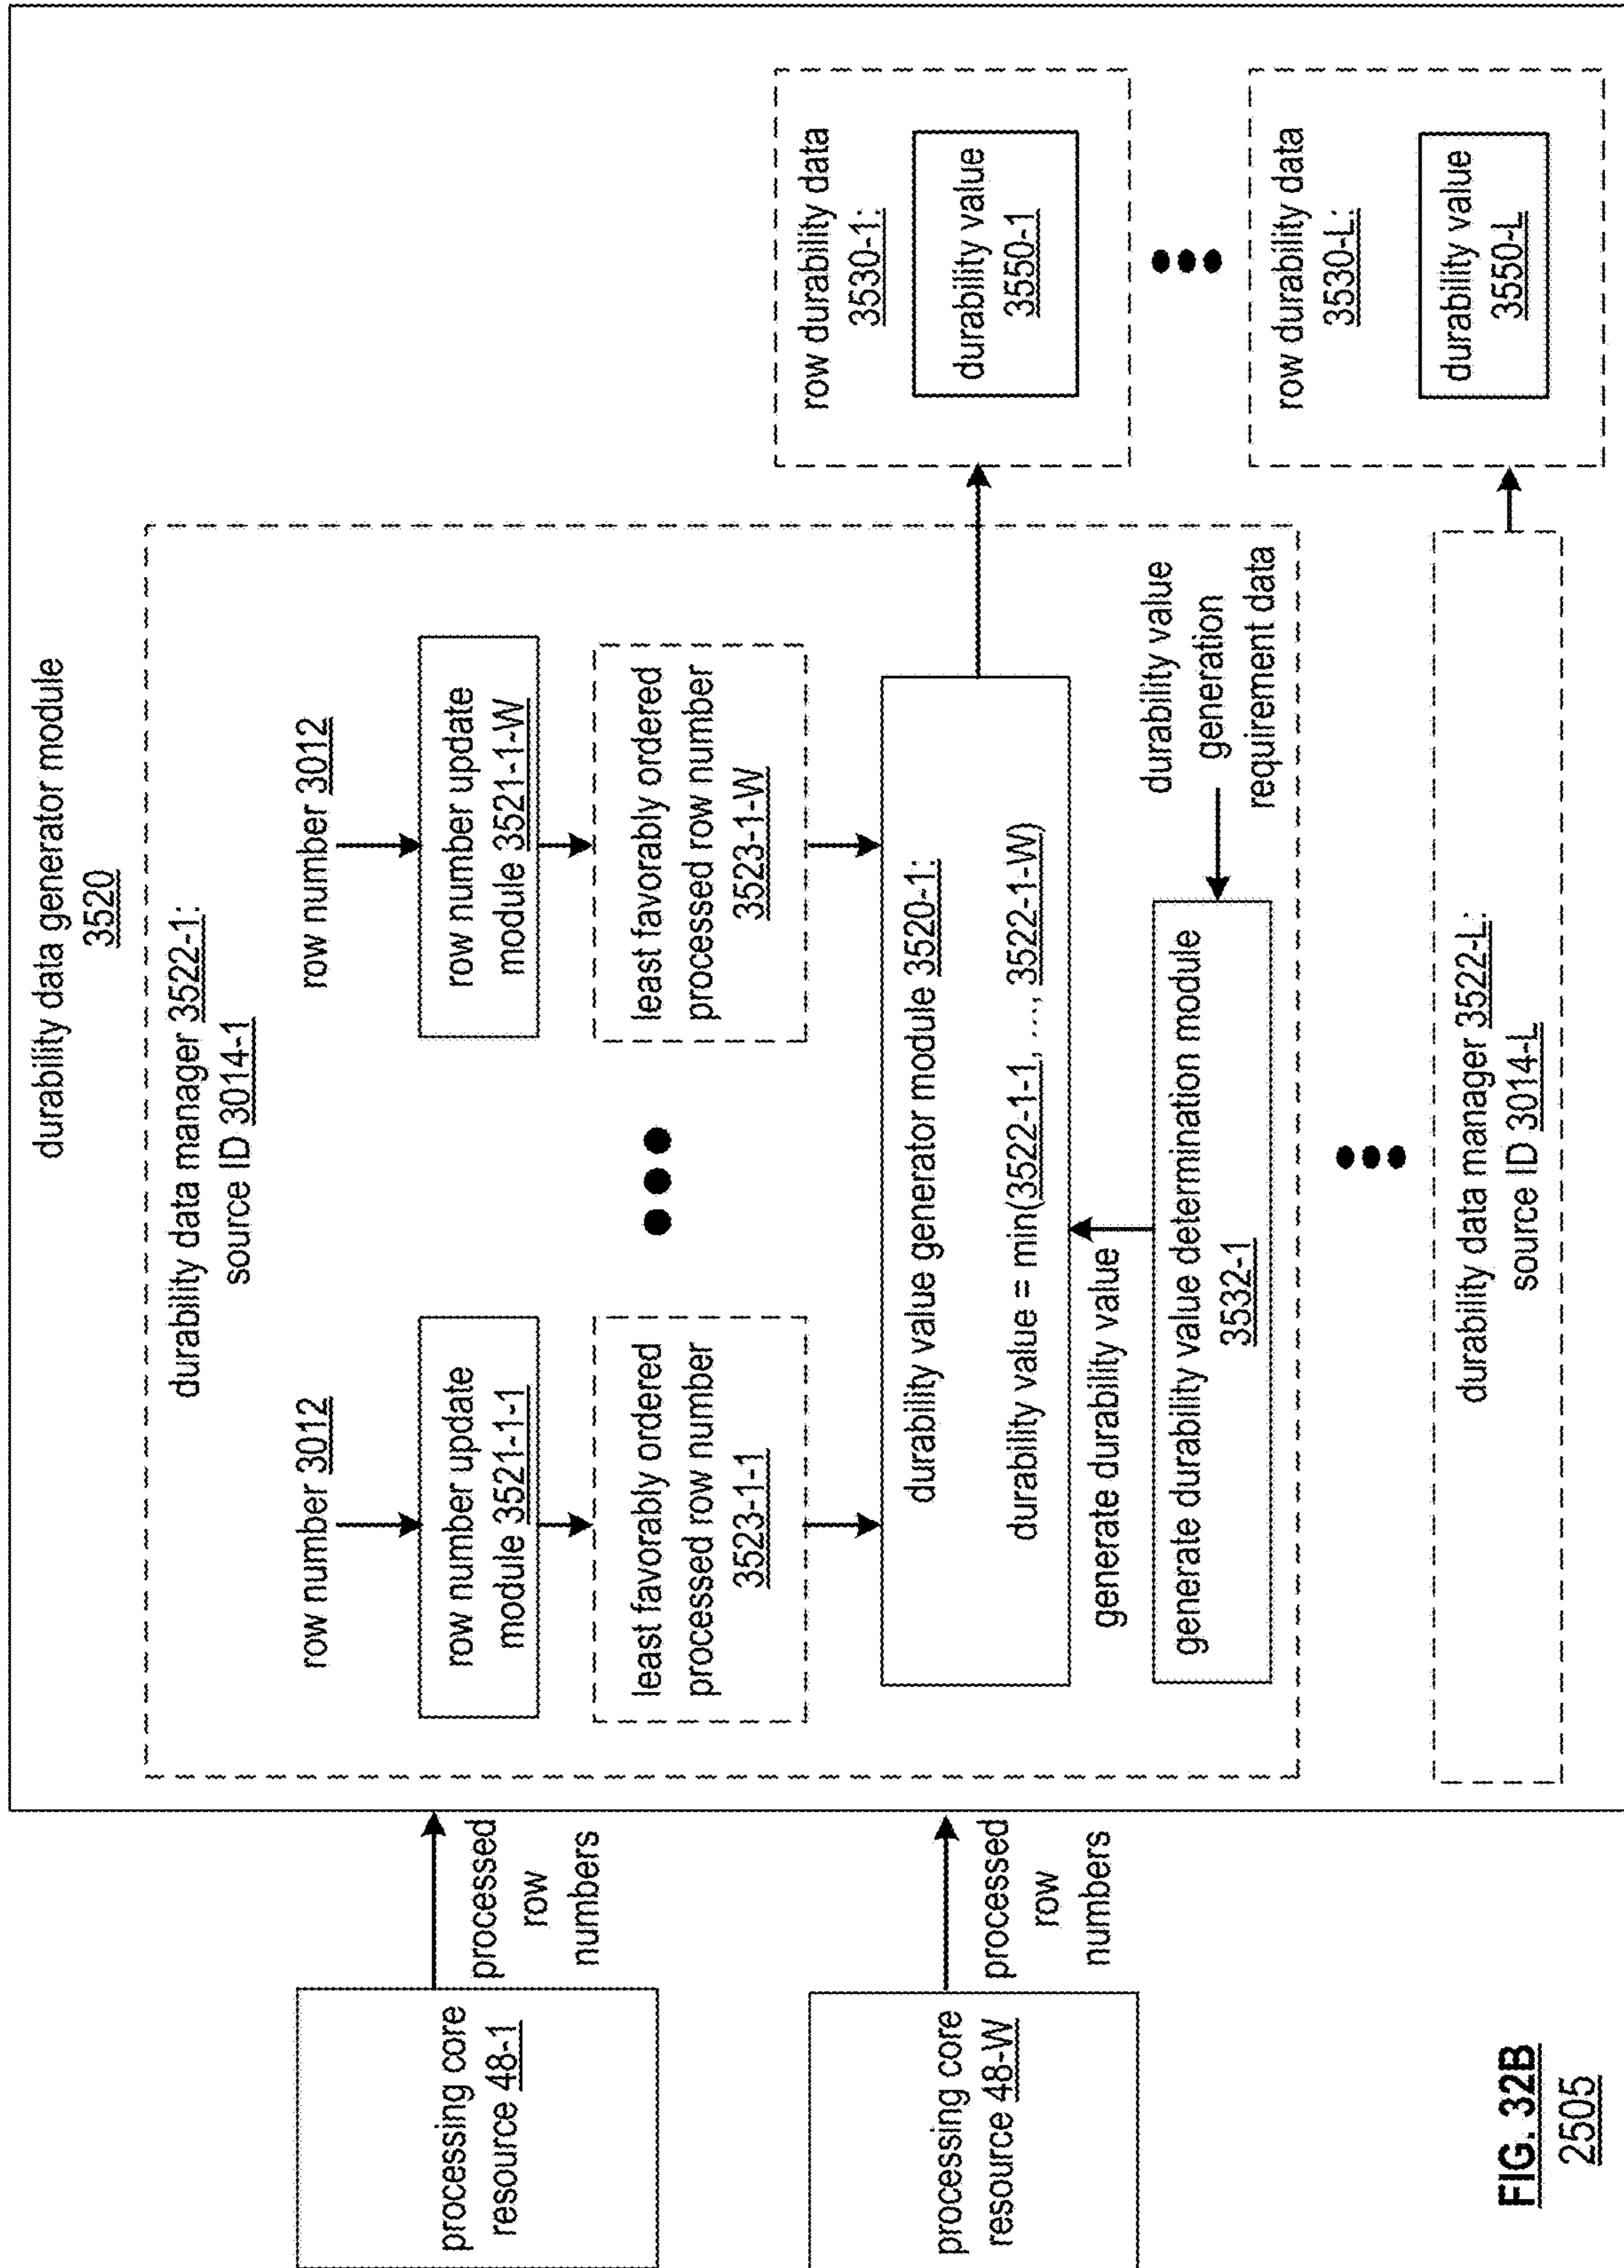 durability data generator module
3520
processing core
resource 48-1
processed
row
numbers
processing core
resource 48-W
processed
row
numbers
durability data manager 3522-1:
source ID 3014-1
row number 3012
row number update
module 3521-1-1
least favorably ordered
processed row number
3523-1-1
row number 3012
row number update
module 3521-1-W
least favorably ordered
processed row number
3523-1-W
durability value generator module 3520-1:
durability value = min(3522-1-1, ..., 3522-1-W)
generate durability value
generate durability value determination module
3532-1
durability value
generation
requirement data
durability data manager 3522-L:
source ID 3014-L
row durability data
3530-1:
durability value
3550-1
row durability data
3530-L:
durability value
3550-L
FIG. 32B
2505